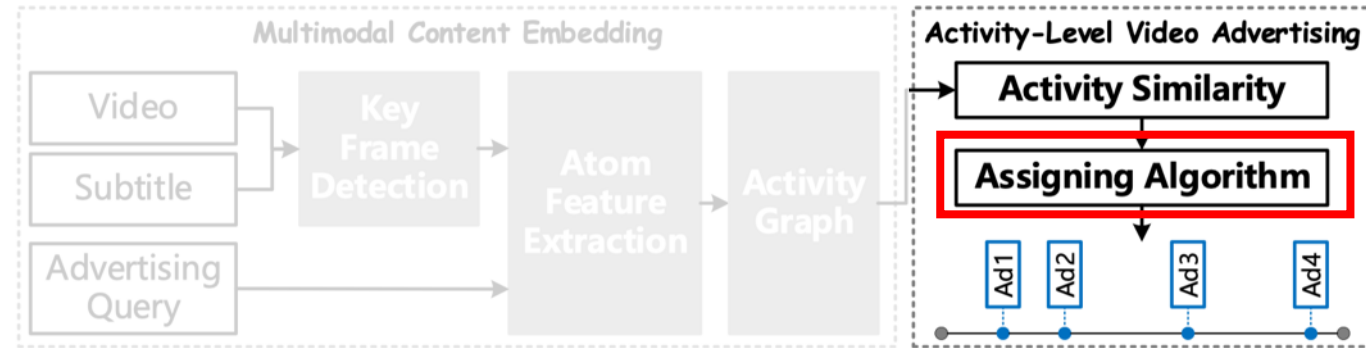 Multimodal Content Embedding
Video
Subtitle
Advertising
Query
Key
Frame
Detection
Atom
Feature
Extraction
Activity
Graph
Activity-Level Video Advertising
Activity Similarity
Assigning Algorithm
Ad1
Ad2
Ad3
Ad4